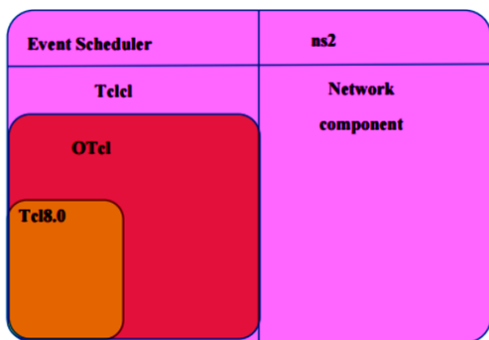 Event Scheduler
ns2
Tclcl
Network
component
OTcl
Tcl8.0